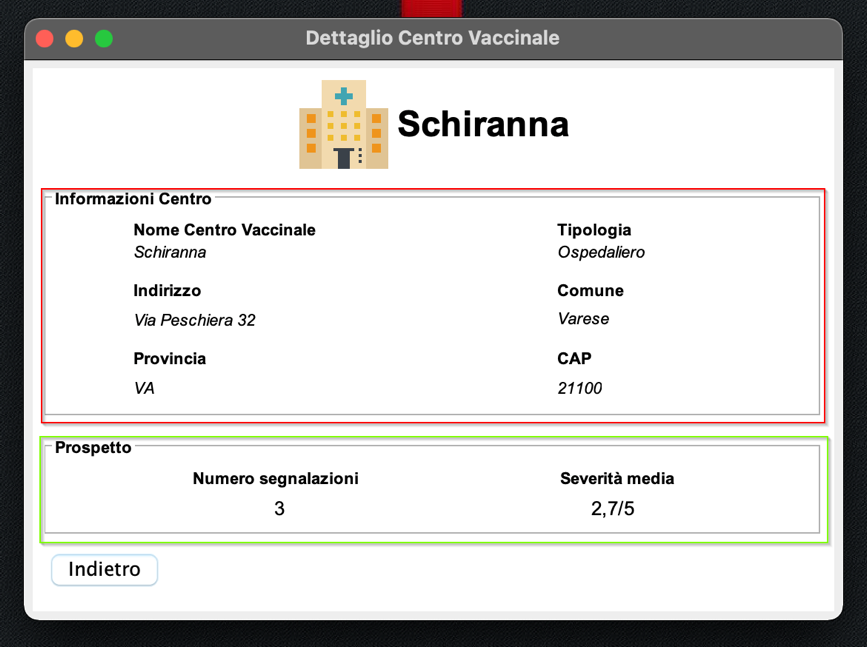 Dettaglio Centro Vaccinale
Schiranna
Informazioni Centro
Nome Centro Vaccinale Tipologia
Schiranna Ospedaliero
Indirizzo Comune
Via Peschiera 32 Varese
Provincia CAP
VA 21100
Prospetto
Numero segnalazioni Severità media
3 2,7/5
Indietro